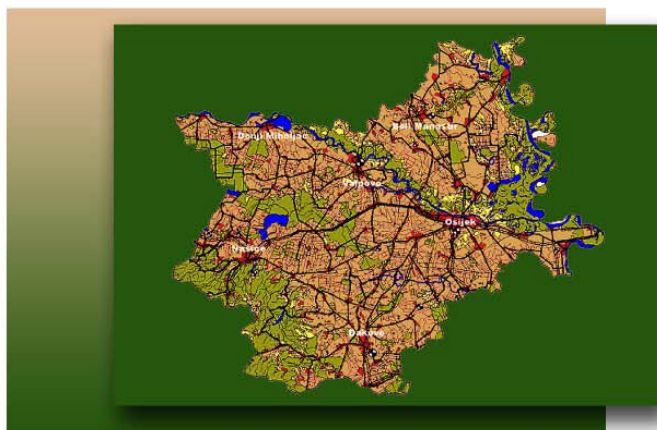 Donji Miholjac
Beli Manastir
Valpovo
Osijek
Našice
Đakovo